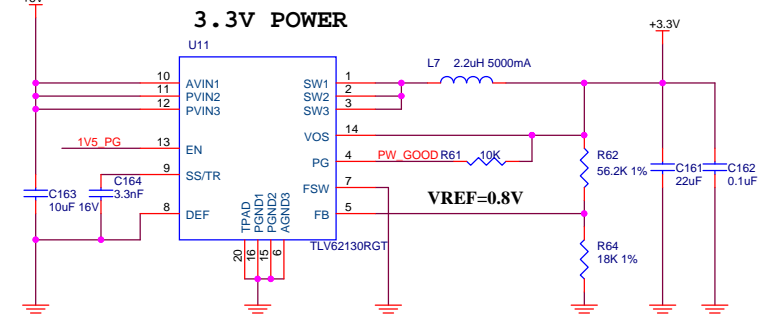 3.3V POWER
+3.3V
U11
L7 2.2uH 5000mA
10 AVIN1 SW1 1
11 PVIN2 SW2 2
12 PVIN3 SW3 3
VOS 14
1V5_PG 13 EN PG 4 PW_GOOD R61 10K
9 SS/TR FSW 7
C164
3.3nF
C163
10uF 16V
8 DEF FB 5
VREF=0.8V
R62
56.2K 1%
C161
22uF
C162
0.1uF
TPAD
PGND1
PGND2
AGND3
TLV62130RGT
20
16
15
6
R64
18K 1%